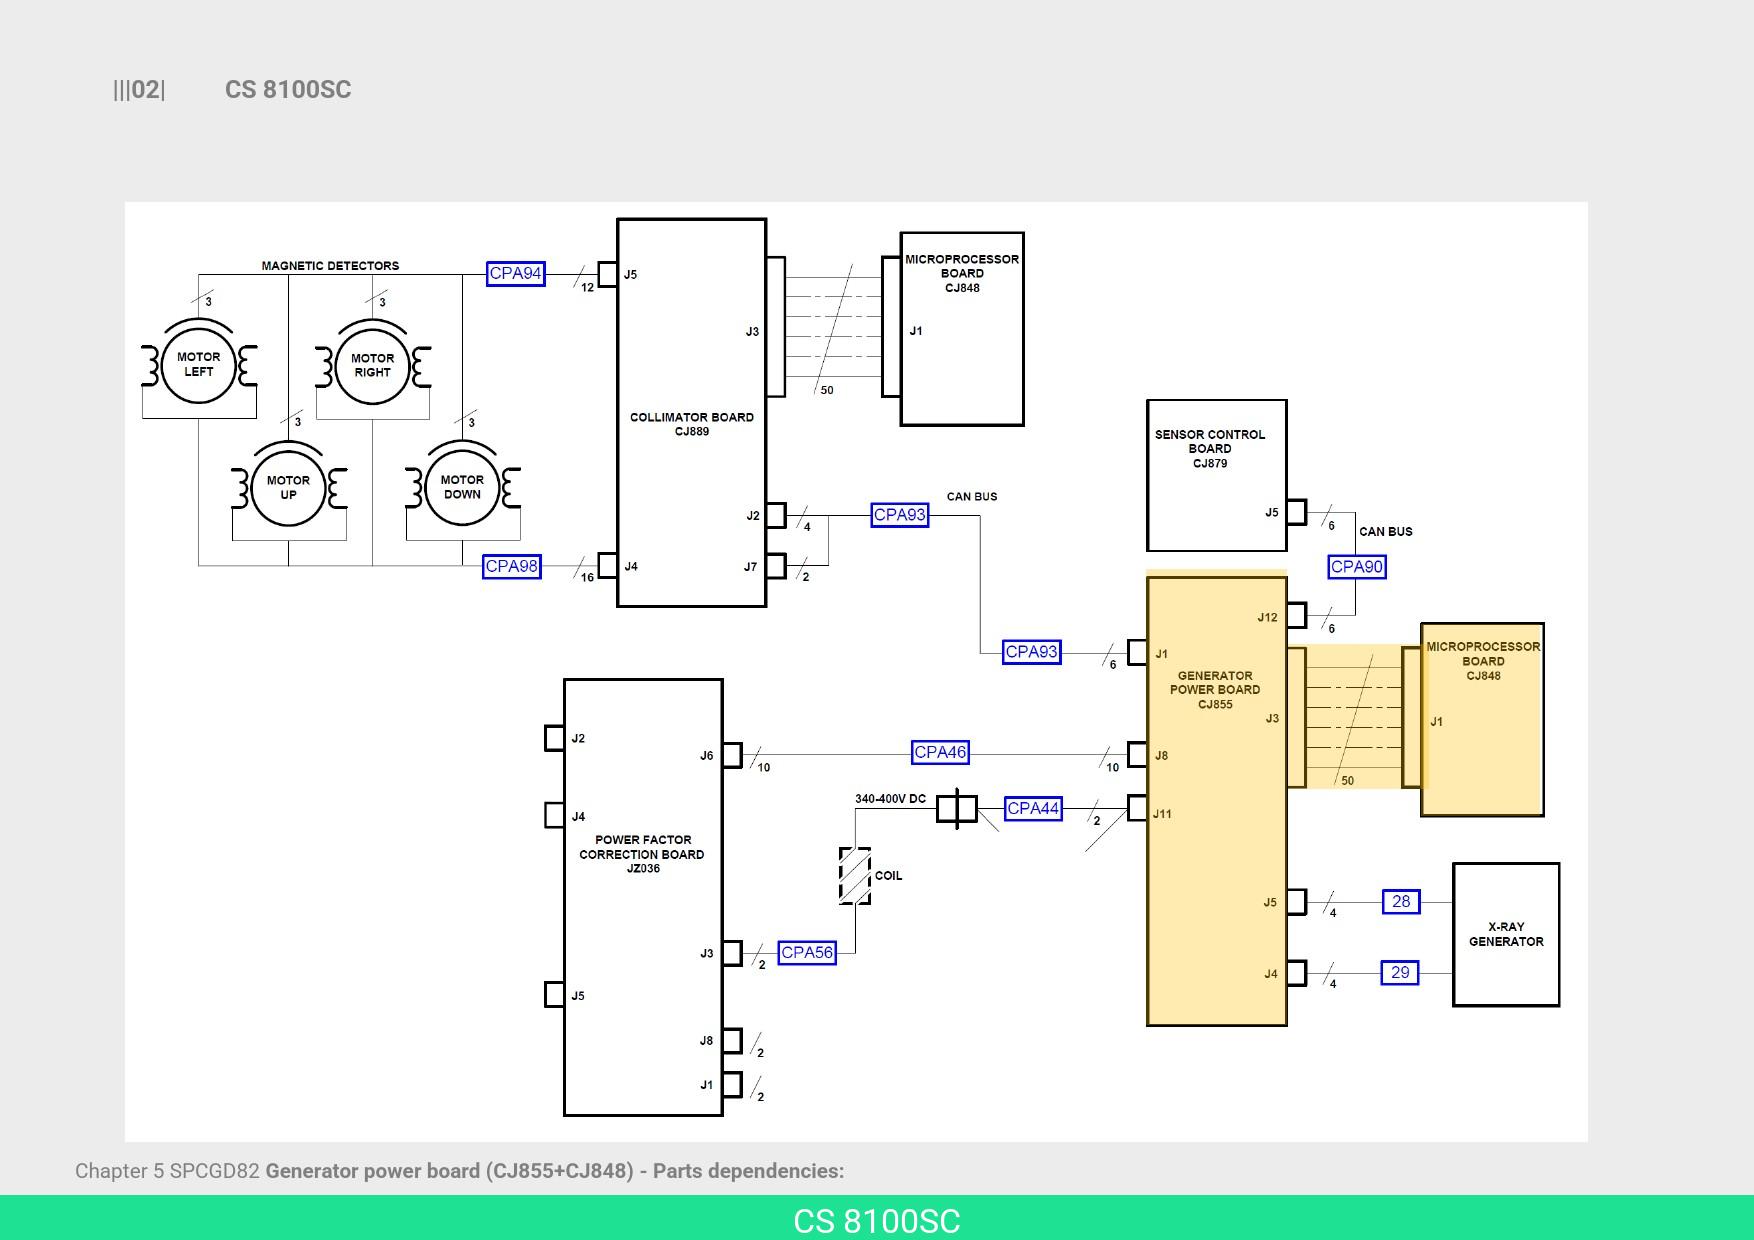 |||02| CS 8100SC
MAGNETIC DETECTORS
CPA94
12
J5
3
3
MOTOR
LEFT
MOTOR
RIGHT
3
3
MOTOR
UP
MOTOR
DOWN
CPA98
16
J4
J3
COLLIMATOR BOARD
CJ889
J2
4
J7
2
50
MICROPROCESSOR
BOARD
CJ848
J1
CPA93
CAN BUS
SENSOR CONTROL
BOARD
CJ879
J5
6
CAN BUS
CPA90
J12
6
CPA93
6
J1
GENERATOR
POWER BOARD
CJ855
J3
50
MICROPROCESSOR
BOARD
CJ848
J1
J2
J6
10
CPA46
10
J8
340-400V DC
CPA44
2
J11
J4
POWER FACTOR
CORRECTION BOARD
JZ036
COIL
J3
2
CPA56
J5
J8
2
J1
2
J5
4
28
J4
4
29
X-RAY
GENERATOR
Chapter 5 SPCGD82 Generator power board (CJ855+CJ848) - Parts dependencies:
CS 8100SC